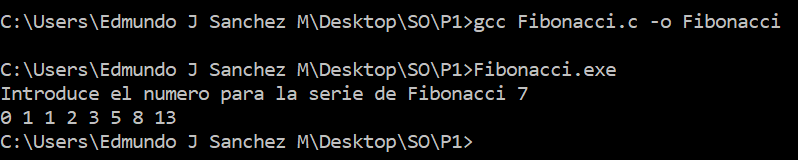 C:\Users\Edmundo J Sanchez M\Desktop\SO\P1>gcc Fibonacci.c -o Fibonacci
C:\Users\Edmundo J Sanchez M\Desktop\SO\P1>Fibonacci.exe
Introduce el numero para la serie de Fibonacci 7
0 1 1 2 3 5 8 13
C:\Users\Edmundo J Sanchez M\Desktop\SO\P1>